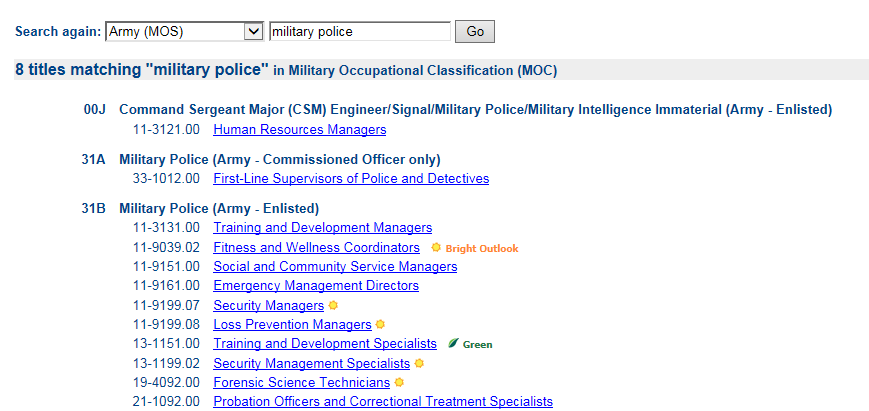 Search again: Army (MOS) military police Go
8 titles matching "military police" in Military Occupational Classification (MOC)
00J Command Sergeant Major (CSM) Engineer/Signal/Military Police/Military Intelligence Immaterial (Army - Enlisted)
11-3121.00 Human Resources Managers
31A Military Police (Army - Commissioned Officer only)
33-1012.00 First-Line Supervisors of Police and Detectives
31B Military Police (Army - Enlisted)
11-3131.00 Training and Development Managers
11-9039.02 Fitness and Wellness Coordinators Bright Outlook
11-9151.00 Social and Community Service Managers
11-9161.00 Emergency Management Directors
11-9199.07 Security Managers
11-9199.08 Loss Prevention Managers
13-1151.00 Training and Development Specialists Green
13-1199.02 Security Management Specialists
19-4092.00 Forensic Science Technicians
21-1092.00 Probation Officers and Correctional Treatment Specialists